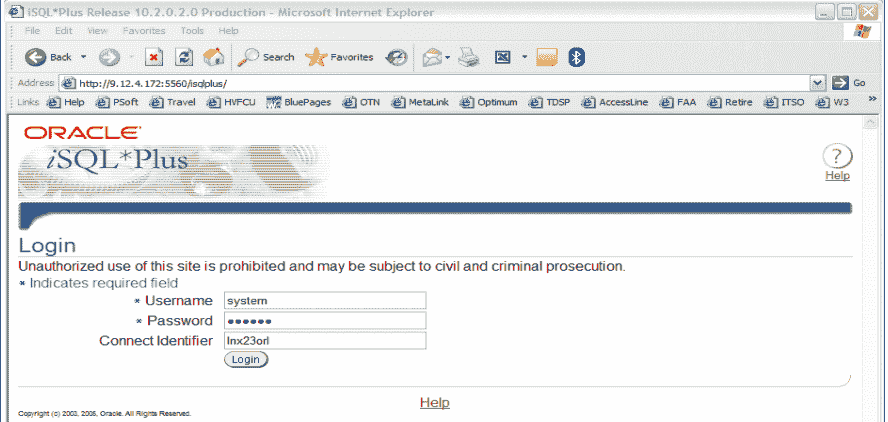 iSQL*Plus Release 10.2.0.2.0 Production - Microsoft Internet Explorer
File Edit View Favorites Tools Help
Back Search Favorites
Address http://9.12.4.172:5560/isqlplus/ Go
Links Help PSoft Travel HVFCU BluePages OTN MetaLink Optimum TDSP AccessLine FAA Retire ITSO W3 »
ORACLE
iSQL*Plus
?
Help
Login
Unauthorized use of this site is prohibited and may be subject to civil and criminal prosecution.
* Indicates required field
* Username system
* Password ••••••
Connect Identifier lnx23orl
Login
Help
Copyright (c) 2003, 2005, Oracle. All Rights Reserved.